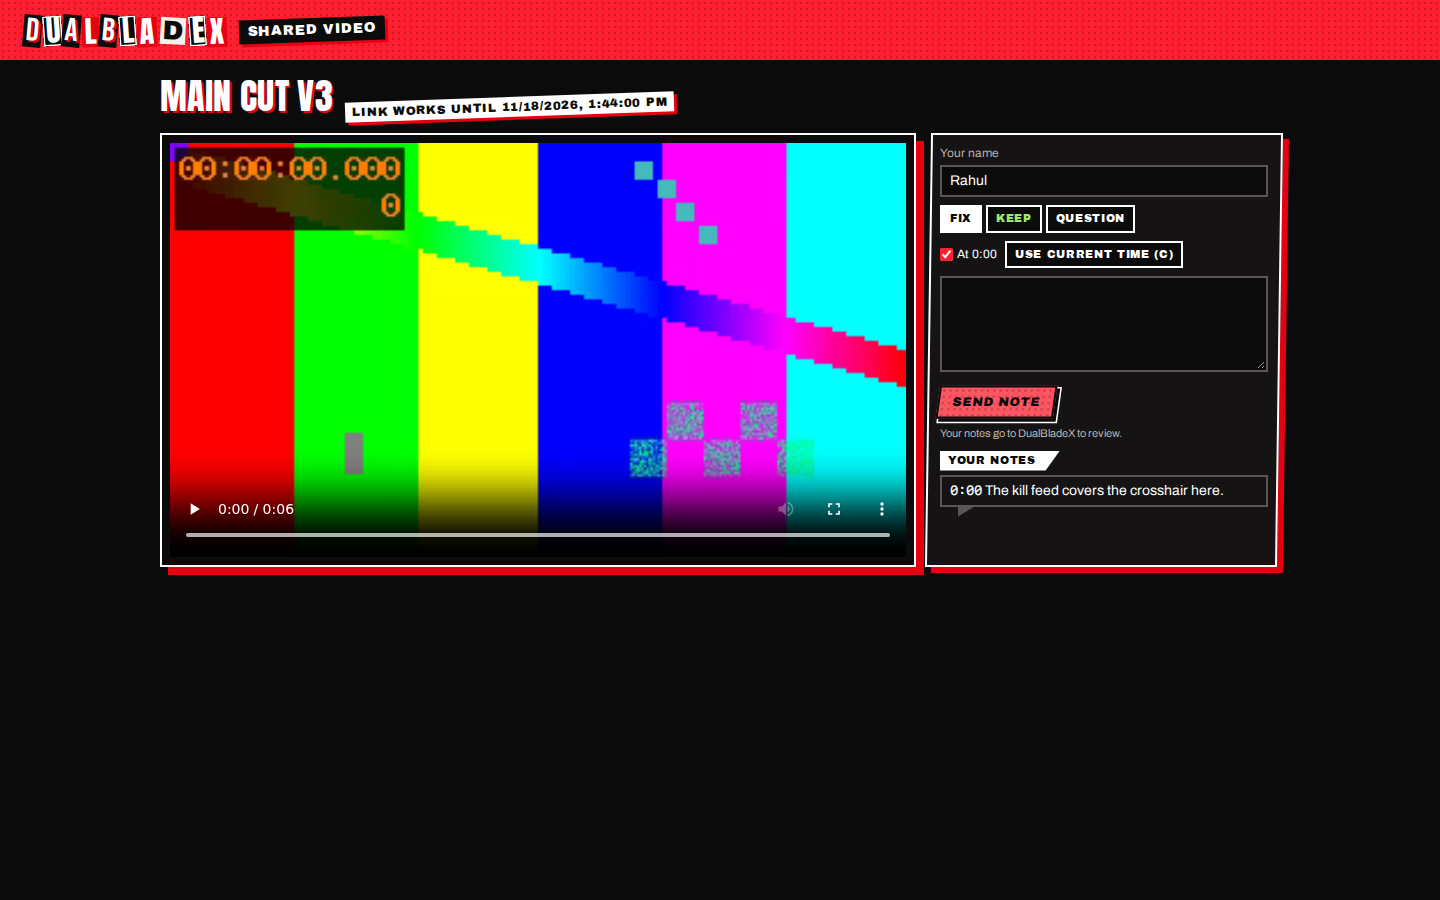 DUALBLADEX SHARED VIDEO
MAIN CUT V3 LINK WORKS UNTIL 11/18/2026, 1:44:00 PM
00:00:00.000
0
0:00 / 0:06
Your name
Rahul
FIX KEEP QUESTION
At 0:00 USE CURRENT TIME (C)
SEND NOTE
Your notes go to DualBladeX to review.
YOUR NOTES
0:00 The kill feed covers the crosshair here.